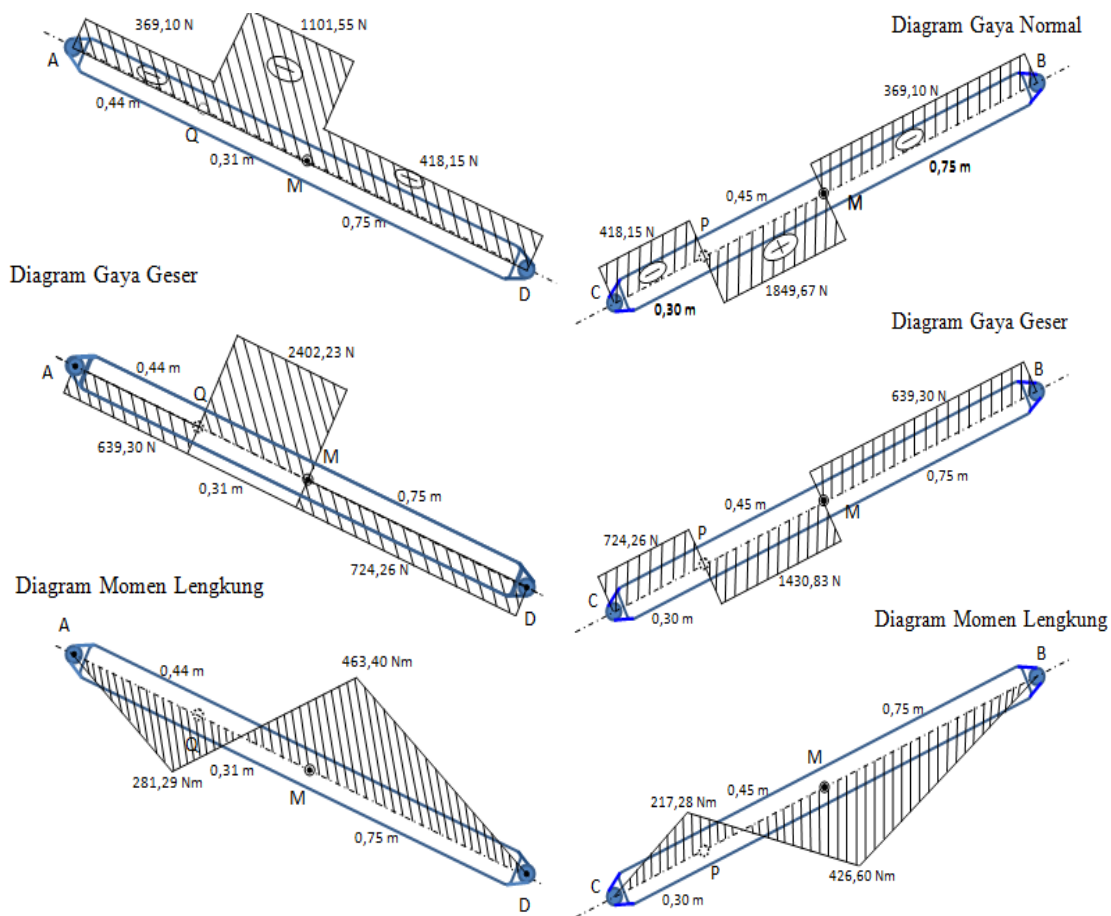 369,10 N
1101,55 N
A
0,44 m
Q
0,31 m
M
418,15 N
0,75 m
D
Diagram Gaya Normal
B
369,10 N
0,75 m
0,45 m
M
P
418,15 N
C
0,30 m
1849,67 N
Diagram Gaya Geser
A
0,44 m
2402,23 N
Q
639,30 N
M
0,31 m
0,75 m
724,26 N
D
Diagram Gaya Geser
B
639,30 N
0,75 m
0,45 m
M
P
724,26 N
C
1430,83 N
0,30 m
Diagram Momen Lengkung
A
0,44 m
463,40 Nm
Q
0,31 m
281,29 Nm
M
0,75 m
D
Diagram Momen Lengkung
B
0,75 m
M
0,45 m
217,28 Nm
P
426,60 Nm
C
0,30 m